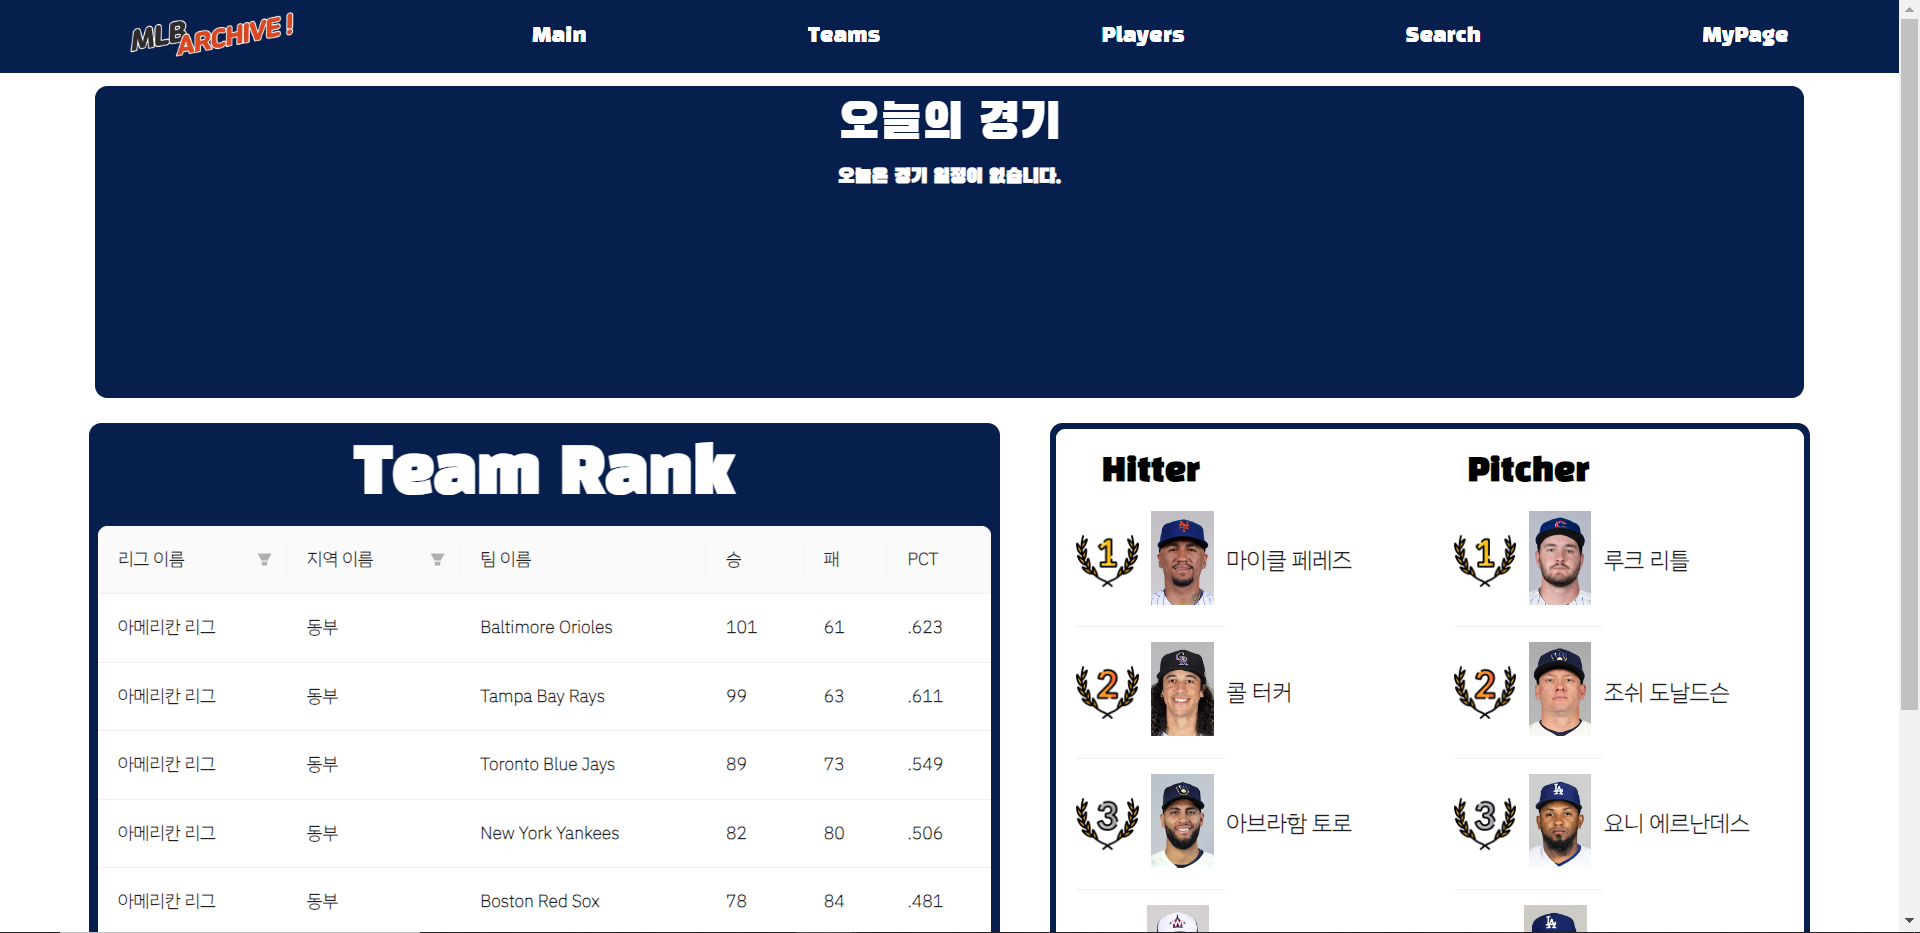 MLB ARCHIVE!
Main Teams Players Search MyPage
오늘의 경기
오늘은 경기 일정이 없습니다.
Team Rank
리그 이름 지역 이름 팀 이름 승 패 PCT
아메리칸 리그 동부 Baltimore Orioles 101 61 .623
아메리칸 리그 동부 Tampa Bay Rays 99 63 .611
아메리칸 리그 동부 Toronto Blue Jays 89 73 .549
아메리칸 리그 동부 New York Yankees 82 80 .506
아메리칸 리그 동부 Boston Red Sox 78 84 .481
Hitter
1 마이클 페레즈
2 콜 터커
3 아브라함 토로
Pitcher
1 루크 리틀
2 조쉬 도날드슨
3 요니 에르난데스